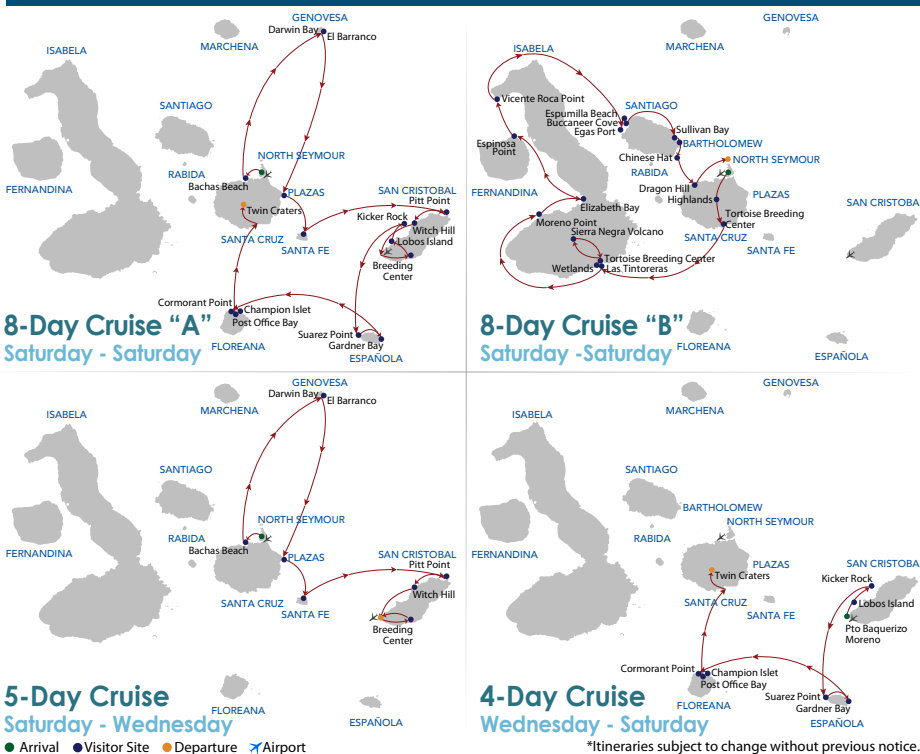 GENOVESA
Darwin Bay
El Barranco
MARCHENA
ISABELA
SANTIAGO
NORTH SEYMOUR
RABIDA
Bachas Beach
FERNANDINA
PLAZAS
SAN CRISTOBAL
Pitt Point
Twin Craters
Kicker Rock
Witch Hill
Lobos Island
SANTA CRUZ
SANTA FE
Breeding
Center
Cormorant Point
Champion Islet
Post Office Bay
8-Day Cruise “A”
Saturday - Saturday
FLOREANA
Suarez Point
Gardner Bay
ESPAÑOLA
GENOVESA
MARCHENA
ISABELA
Vicente Roca Point
SANTIAGO
Espumilla Beach
Buccaneer Cove
Egas Port
Sullivan Bay
BARTHOLOMEW
Espinosa
Point
Chinese Hat
NORTH SEYMOUR
RABIDA
FERNANDINA
Dragon Hill
Highlands
PLAZAS
Elizabeth Bay
SAN CRISTO
Moreno Point
Tortoise Breeding
Center
Sierra Negra Volcano
SANTA CRUZ
SANTA FE
Tortoise Breeding Center
Wetlands
Las Tintoreras
8-Day Cruise “B”
Saturday -Saturday
FLOREANA
ESPAÑOLA
GENOVESA
Darwin Bay
El Barranco
MARCHENA
ISABELA
SANTIAGO
NORTH SEYMOUR
RABIDA
Bachas Beach
FERNANDINA
PLAZAS
SAN CRISTOBAL
Pitt Point
Witch Hill
SANTA CRUZ
SANTA FE
Breeding
Center
5-Day Cruise
Saturday - Wednesday
FLOREANA
ESPAÑOLA
GENOVESA
MARCHENA
ISABELA
SANTIAGO
BARTHOLOMEW
NORTH SEYMOUR
RABIDA
FERNANDINA
PLAZAS
SAN CRISTOBA
Twin Craters
Kicker Rock
SANTA CRUZ
Lobos Island
SANTA FE
Pto Baquerizo
Moreno
Cormorant Point
Champion Islet
Post Office Bay
4-Day Cruise
Wednesday - Saturday
FLOREANA
Suarez Point
Gardner Bay
ESPAÑOLA
Arrival Visitor Site Departure Airport
*Itineraries subject to change without previous notice.